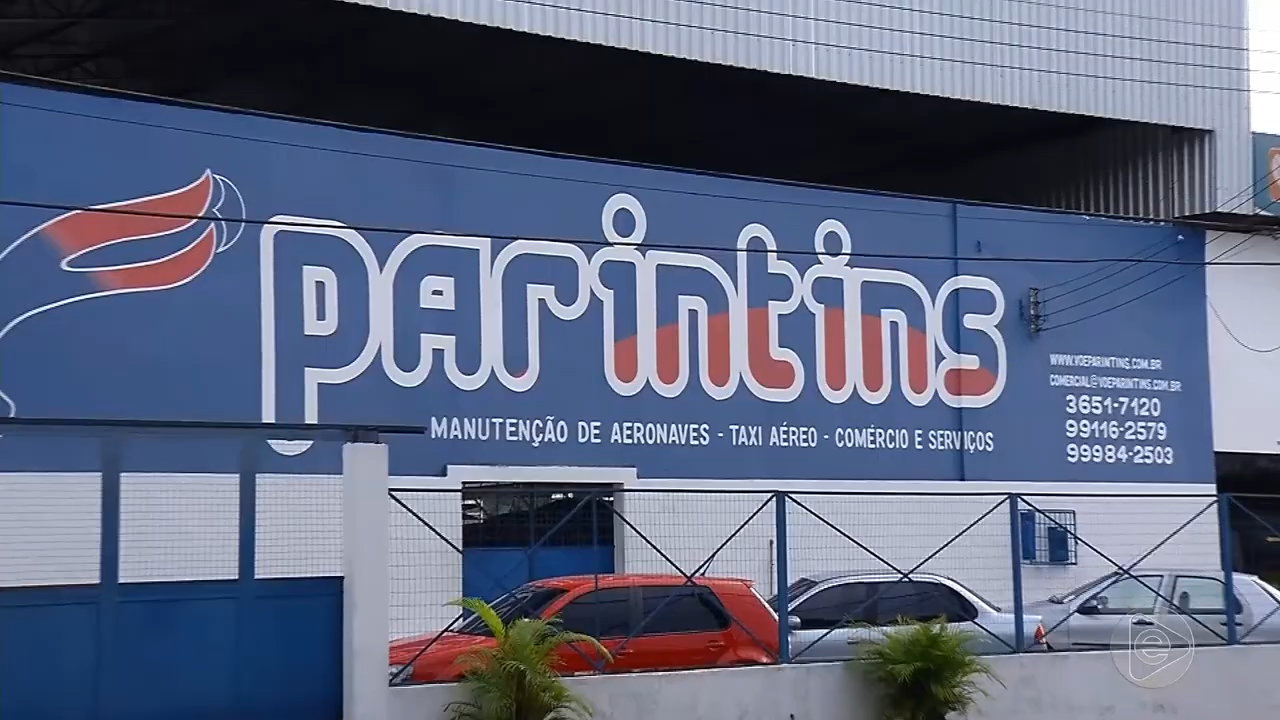 parintins
MANUTENÇÃO DE AERONAVES - TAXI AÉREO - COMÉRCIO E SERVIÇOS
WWW.VOEPARINTINS.COM.BR
COMERCIAL@VOEPARINTINS.COM.BR
3651-7120
99116-2579
99984-2503